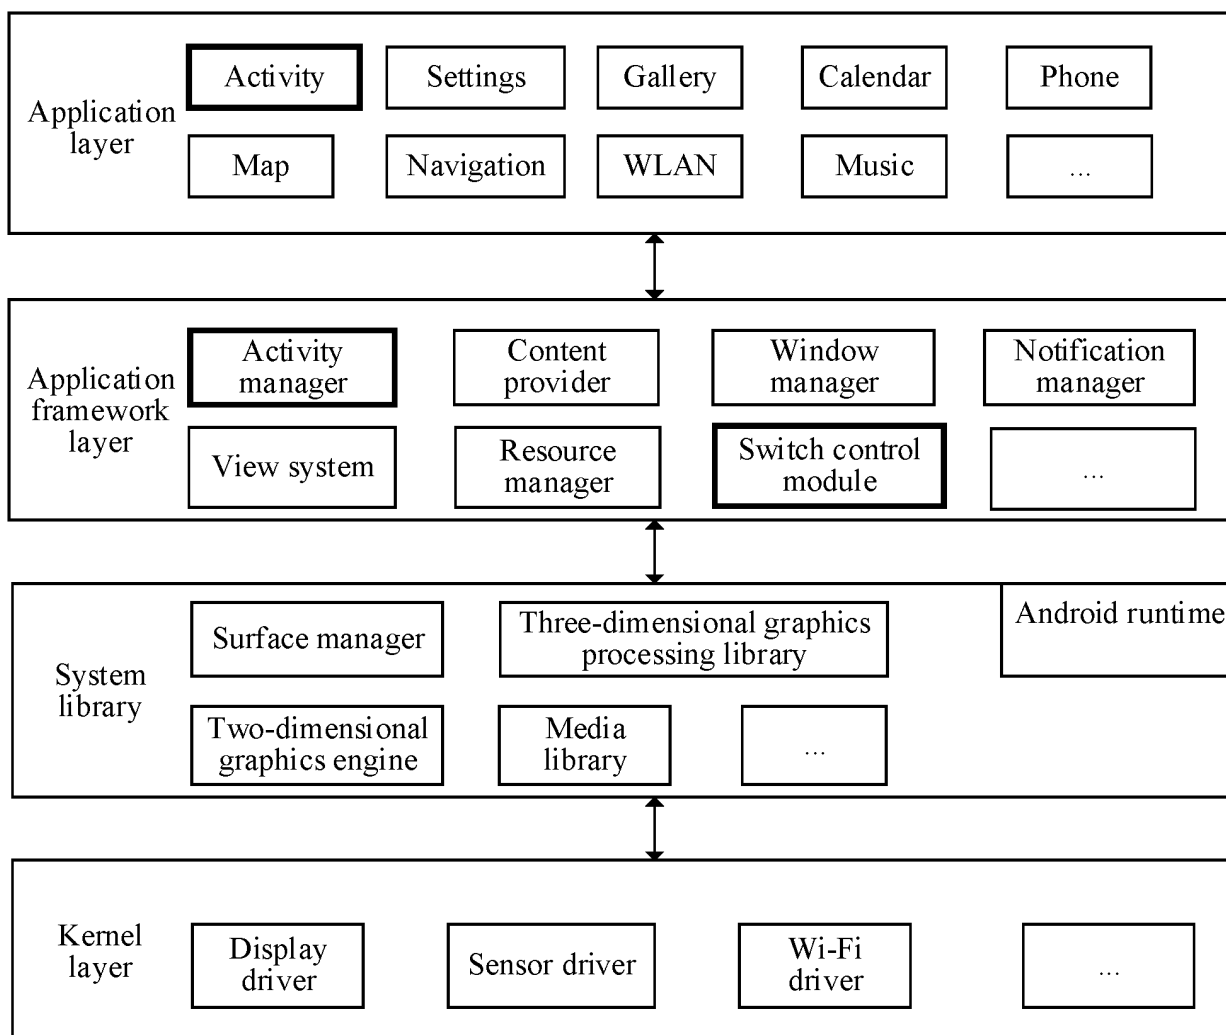 Application
layer
Activity
Settings
Gallery
Calendar
Phone
Map
Navigation
WLAN
Music
...
Application
framework
layer
Activity
manager
Content
provider
Window
manager
Notification
manager
View system
Resource
manager
Switch control
module
...
System
library
Surface manager
Three-dimensional graphics
processing library
Android runtime
Two-dimensional
graphics engine
Media
library
...
Kernel
layer
Display
driver
Sensor driver
Wi-Fi
driver
...